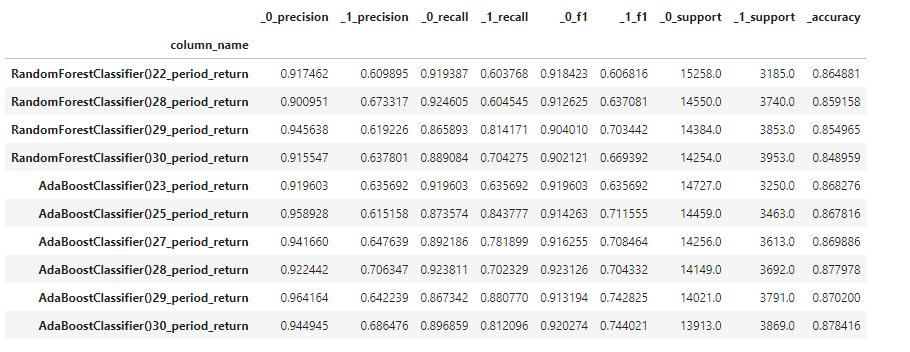 _0_precision _1_precision _0_recall _1_recall _0_f1 _1_f1 _0_support _1_support _accuracy
column_name
RandomForestClassifier()22_period_return 0.917462 0.609895 0.919387 0.603768 0.918423 0.606816 15258.0 3185.0 0.864881
RandomForestClassifier()28_period_return 0.900951 0.673317 0.924605 0.604545 0.912625 0.637081 14550.0 3740.0 0.859158
RandomForestClassifier()29_period_return 0.945638 0.619226 0.865893 0.814171 0.904010 0.703442 14384.0 3853.0 0.854965
RandomForestClassifier()30_period_return 0.915547 0.637801 0.889084 0.704275 0.902121 0.669392 14254.0 3953.0 0.848959
AdaBoostClassifier()23_period_return 0.919603 0.635692 0.919603 0.635692 0.919603 0.635692 14727.0 3250.0 0.868276
AdaBoostClassifier()25_period_return 0.958928 0.615158 0.873574 0.843777 0.914263 0.711555 14459.0 3463.0 0.867816
AdaBoostClassifier()27_period_return 0.941660 0.647639 0.892186 0.781899 0.916255 0.708464 14256.0 3613.0 0.869886
AdaBoostClassifier()28_period_return 0.922442 0.706347 0.923811 0.702329 0.923126 0.704332 14149.0 3692.0 0.877978
AdaBoostClassifier()29_period_return 0.964164 0.642239 0.867342 0.880770 0.913194 0.742825 14021.0 3791.0 0.870200
AdaBoostClassifier()30_period_return 0.944945 0.686476 0.896859 0.812096 0.920274 0.744021 13913.0 3869.0 0.878416